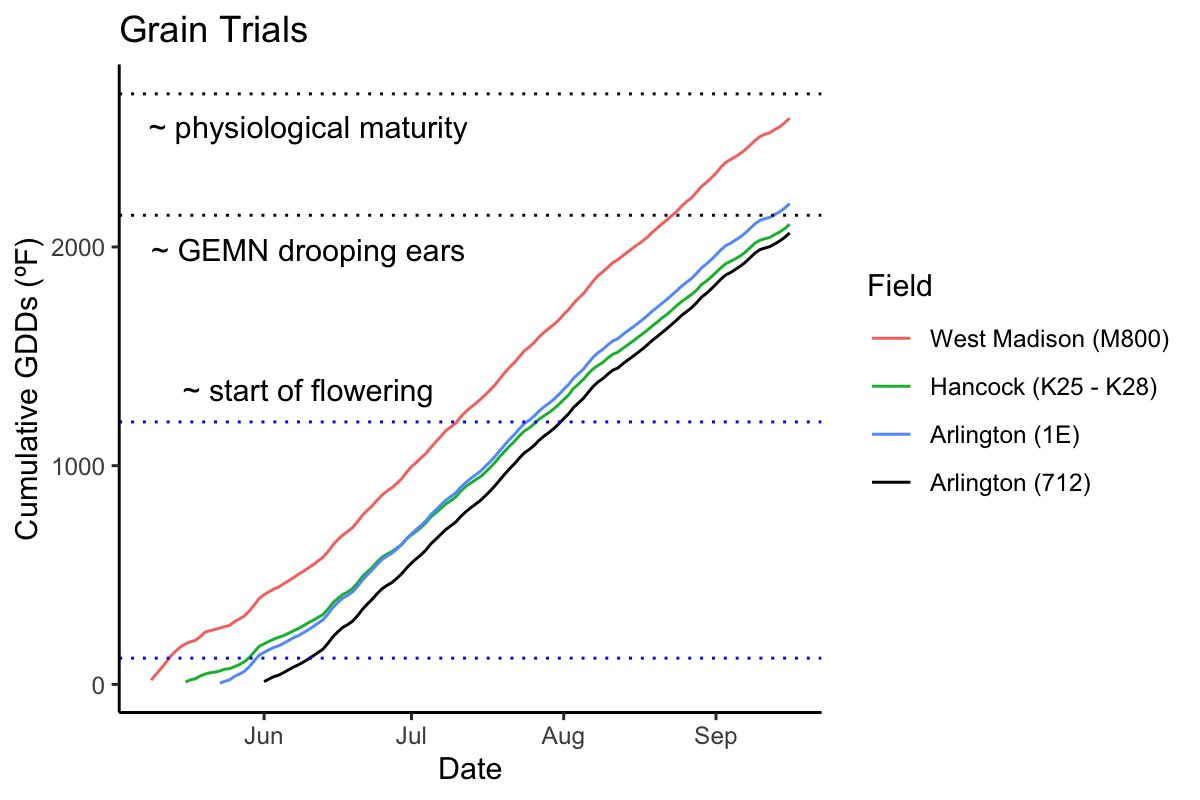 Grain Trials
~ physiological maturity
~ GEMN drooping ears
~ start of flowering
Cumulative GDDs (ºF)
2000
1000
0
Jun Jul Aug Sep
Date
Field
West Madison (M800)
Hancock (K25 - K28)
Arlington (1E)
Arlington (712)